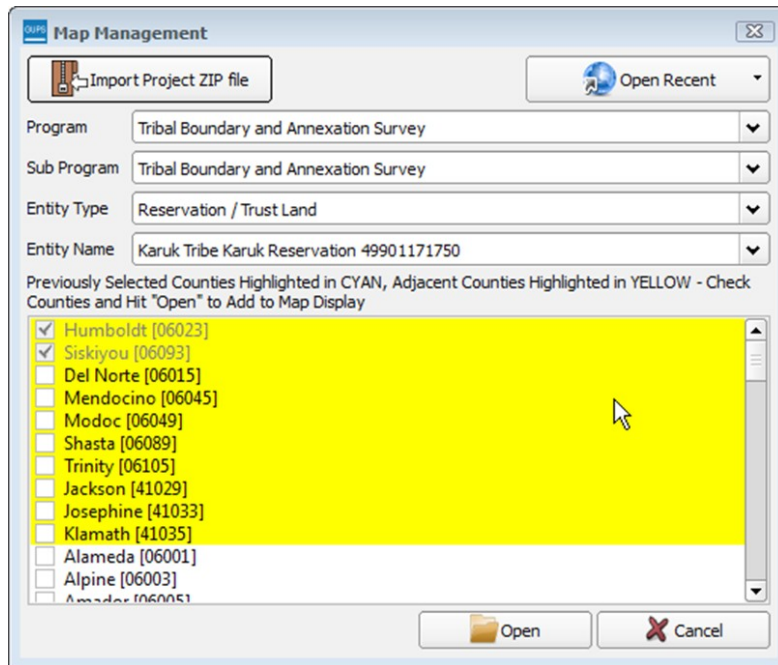 GUPS Map Management
Import Project ZIP file
Open Recent
Program
Tribal Boundary and Annexation Survey
Sub Program
Tribal Boundary and Annexation Survey
Entity Type
Reservation / Trust Land
Entity Name
Karuk Tribe Karuk Reservation 49901171750
Previously Selected Counties Highlighted in CYAN, Adjacent Counties Highlighted in YELLOW - Check
Counties and Hit "Open" to Add to Map Display
Humboldt [06023]
Siskiyou [06093]
Del Norte [06015]
Mendocino [06045]
Modoc [06049]
Shasta [06089]
Trinity [06105]
Jackson [41029]
Josephine [41033]
Klamath [41035]
Alameda [06001]
Alpine [06003]
Amador [06005]
Open
Cancel